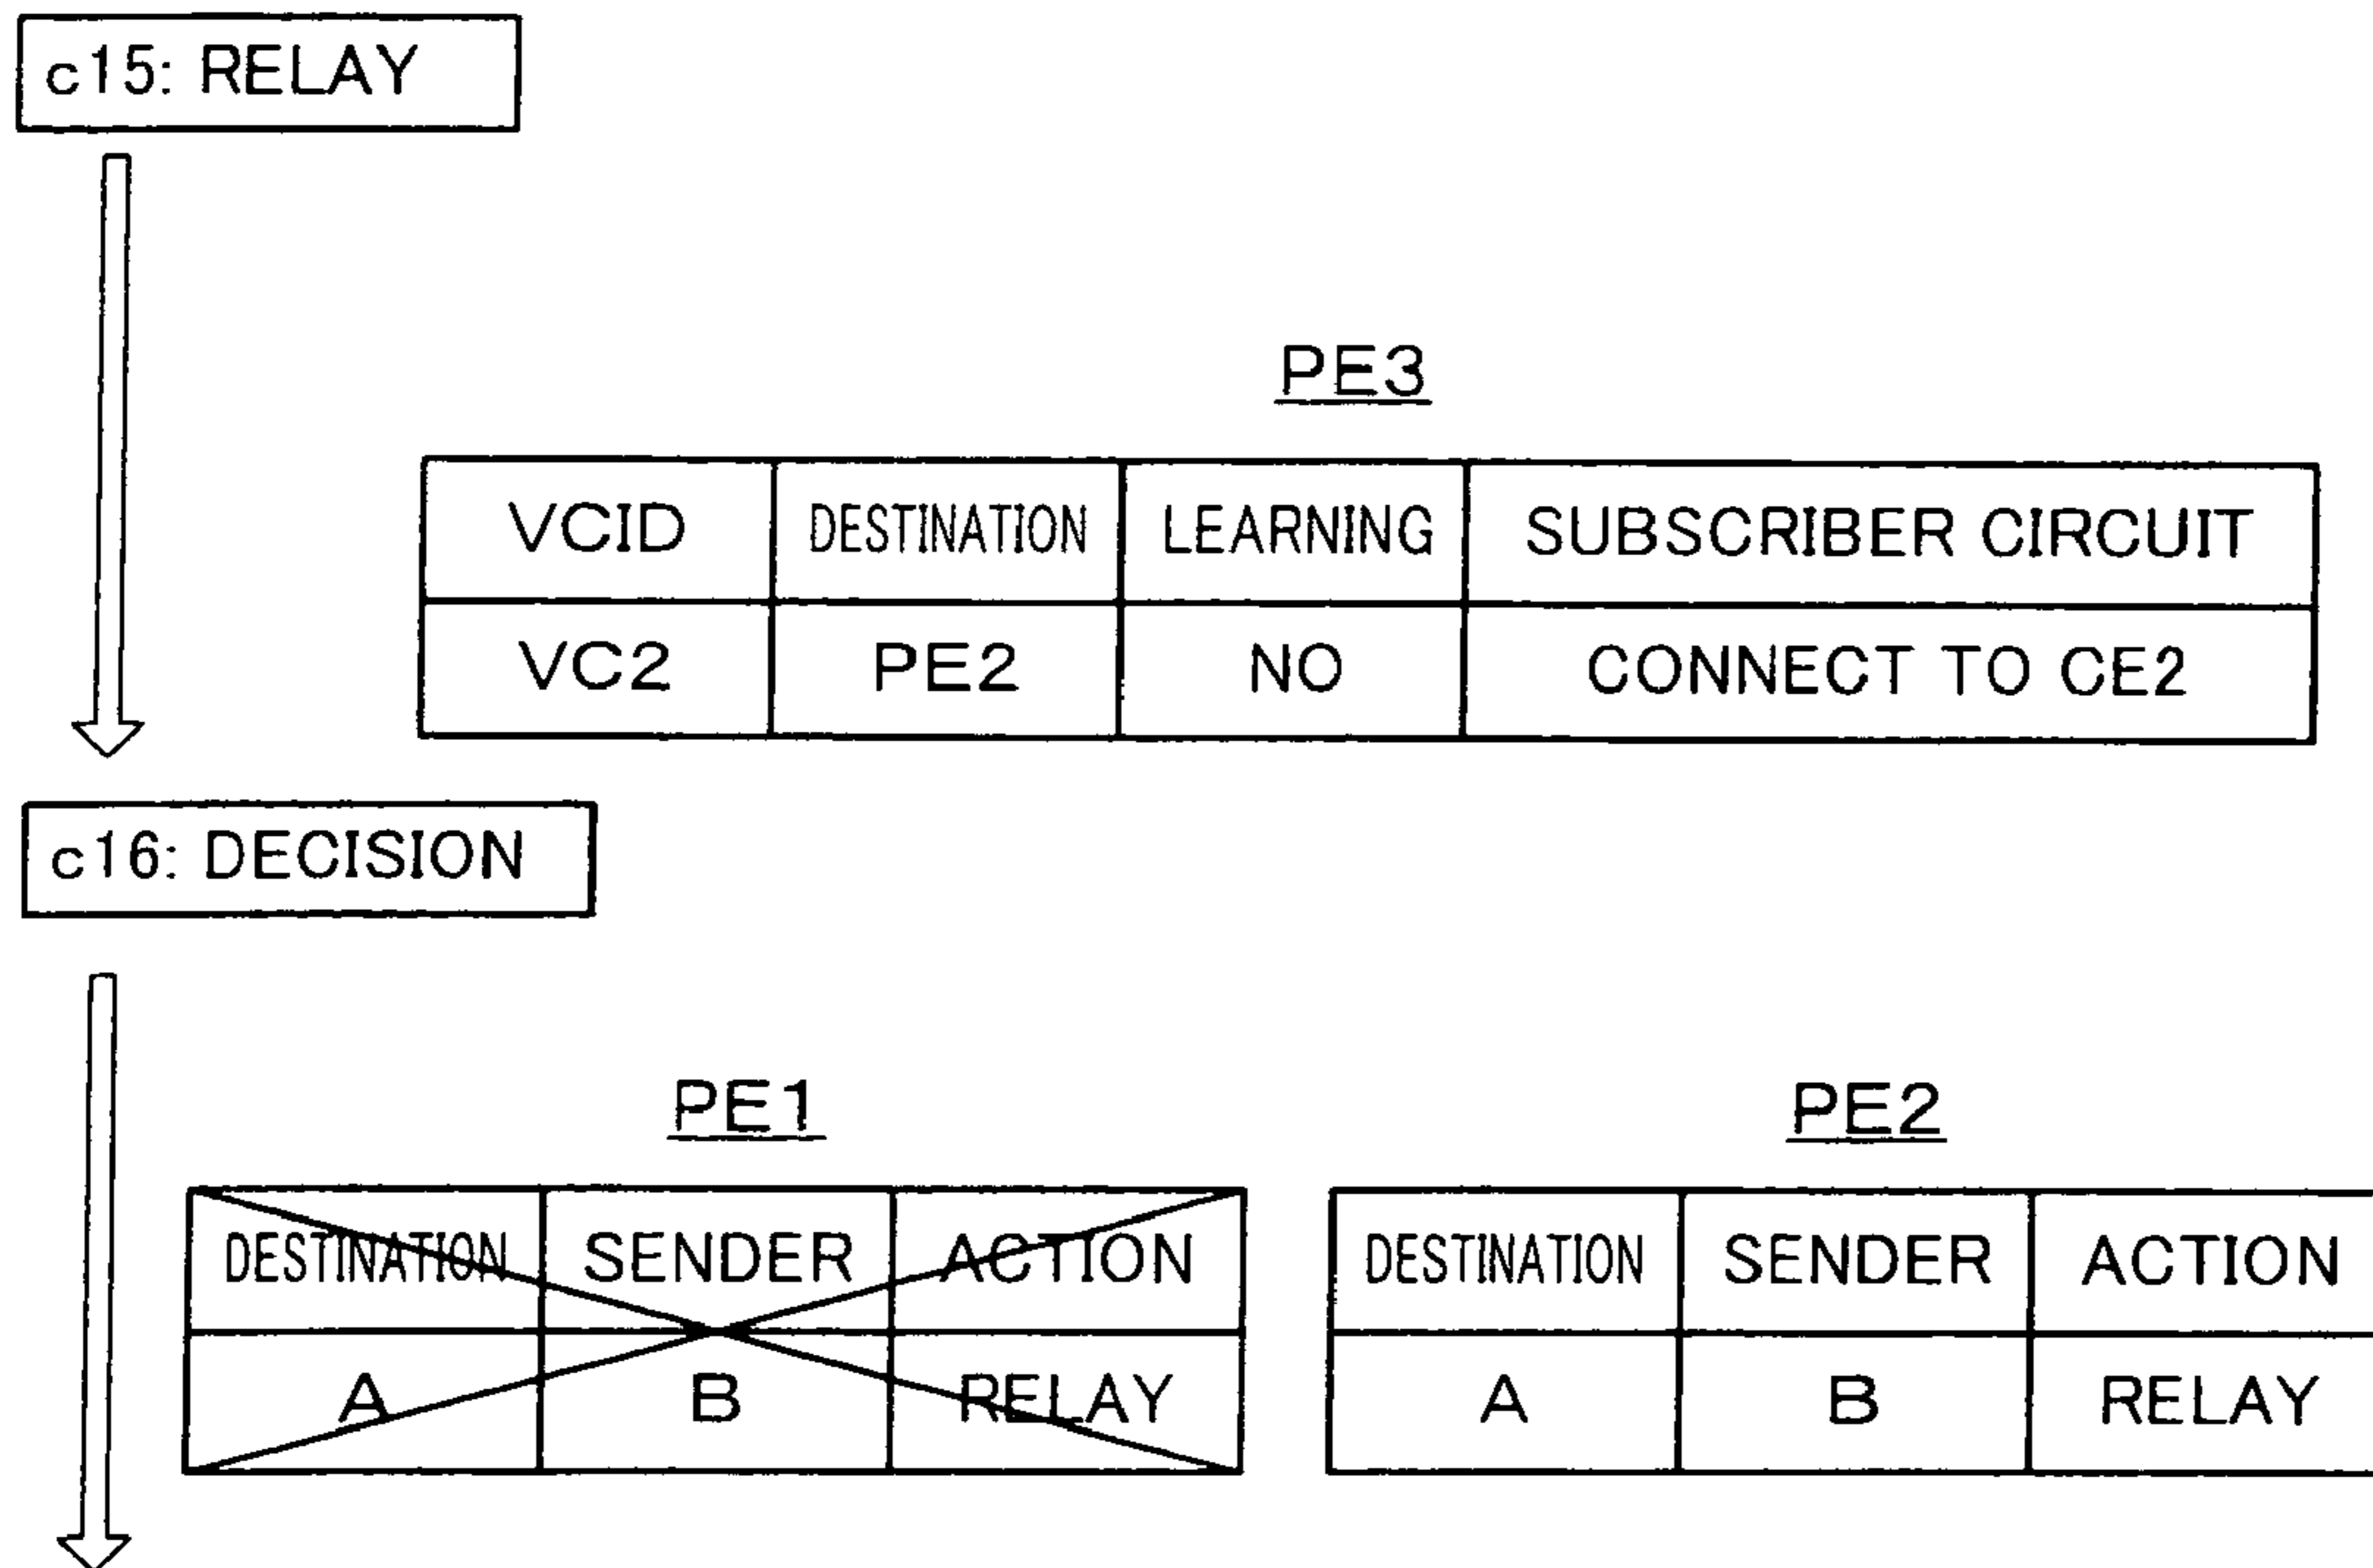 c15: RELAY
PE3
VCID DESTINATION LEARNING SUBSCRIBER CIRCUIT
VC2 PE2 NO CONNECT TO CE2
c16: DECISION
PE1 PE2
DESTINATION SENDER ACTION DESTINATION SENDER ACTION
A B RELAY A B RELAY